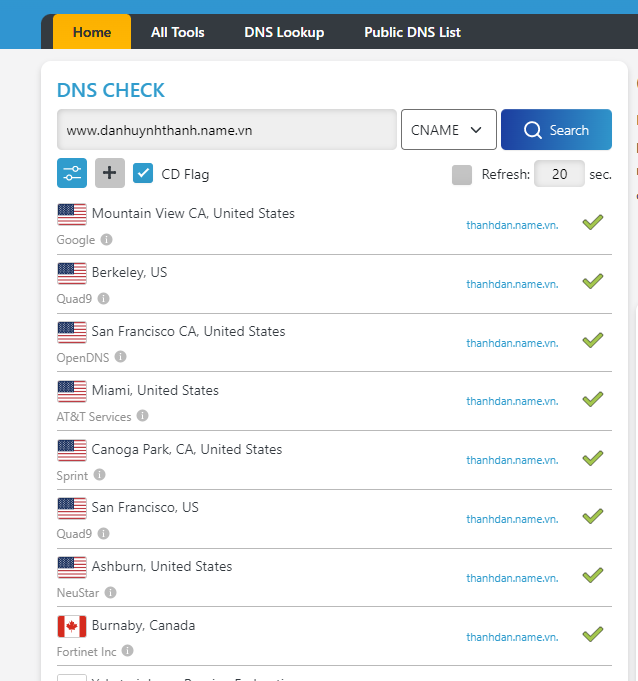 Home All Tools DNS Lookup Public DNS List
DNS CHECK
www.danhuynhthanh.name.vn CNAME Search
CD Flag Refresh: 20 sec.
Mountain View CA, United States
thanhdan.name.vn.
Google
Berkeley, US
thanhdan.name.vn.
Quad9
San Francisco CA, United States
thanhdan.name.vn.
OpenDNS
Miami, United States
thanhdan.name.vn.
AT&T Services
Canoga Park, CA, United States
thanhdan.name.vn.
Sprint
San Francisco, US
thanhdan.name.vn.
Quad9
Ashburn, United States
thanhdan.name.vn.
NeuStar
Burnaby, Canada
thanhdan.name.vn.
Fortinet Inc